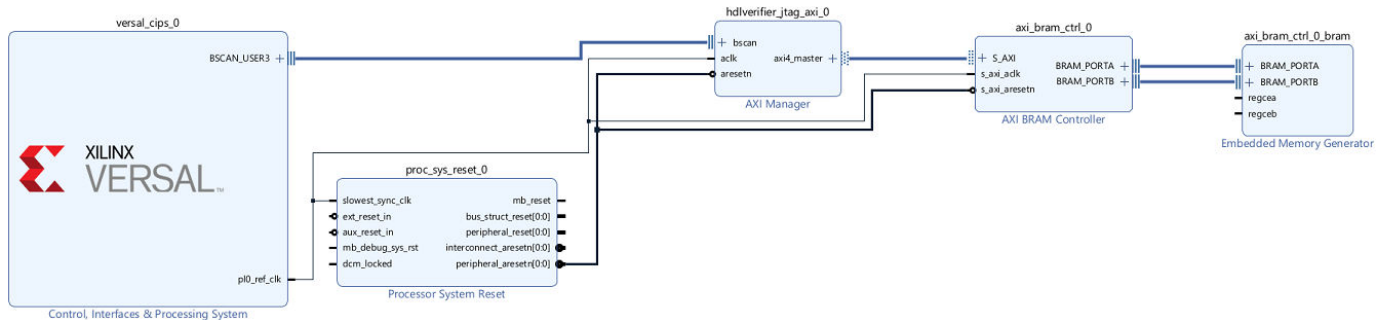 versal_cips_0
BSCAN_USER3
XILINX
VERSAL™
pl0_ref_clk
Control, Interfaces & Processing System
proc_sys_reset_0
slowest_sync_clk
ext_reset_in
aux_reset_in
mb_debug_sys_rst
dcm_locked
mb_reset
bus_struct_reset[0:0]
peripheral_reset[0:0]
interconnect_aresetn[0:0]
peripheral_aresetn[0:0]
Processor System Reset
hdlverifier_jtag_axi_0
bscan
aclk
aresetn
axi4_master
AXI Manager
axi_bram_ctrl_0
S_AXI
s_axi_aclk
s_axi_aresetn
BRAM_PORTA
BRAM_PORTB
AXI BRAM Controller
axi_bram_ctrl_0_bram
BRAM_PORTA
BRAM_PORTB
regcea
regceb
Embedded Memory Generator